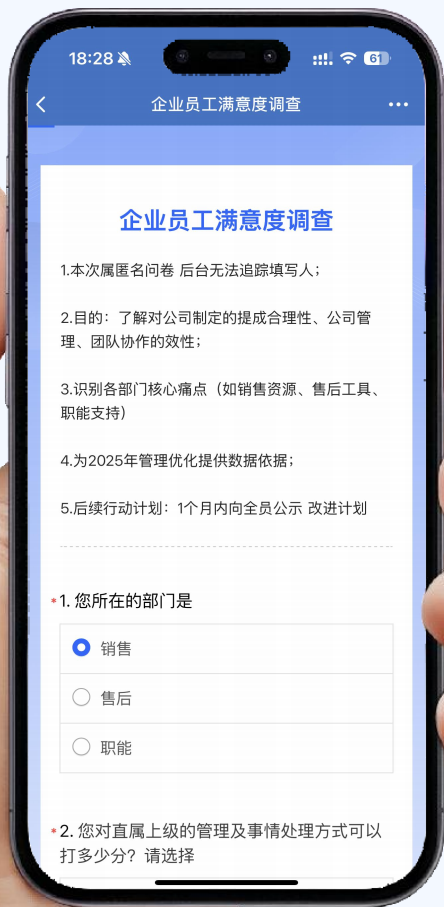 18:28
61
企业员工满意度调查
企业员工满意度调查
1.本次属匿名问卷 后台无法追踪填写人；
2.目的：了解对公司制定的提成合理性、公司管
理、团队协作的效性；
3.识别各部门核心痛点（如销售资源、售后工具、
职能支持）
4.为2025年管理优化提供数据依据；
5.后续行动计划：1个月内向全员公示 改进计划
*1. 您所在的部门是
销售
售后
职能
*2. 您对直属上级的管理及事情处理方式可以
打多少分？请选择